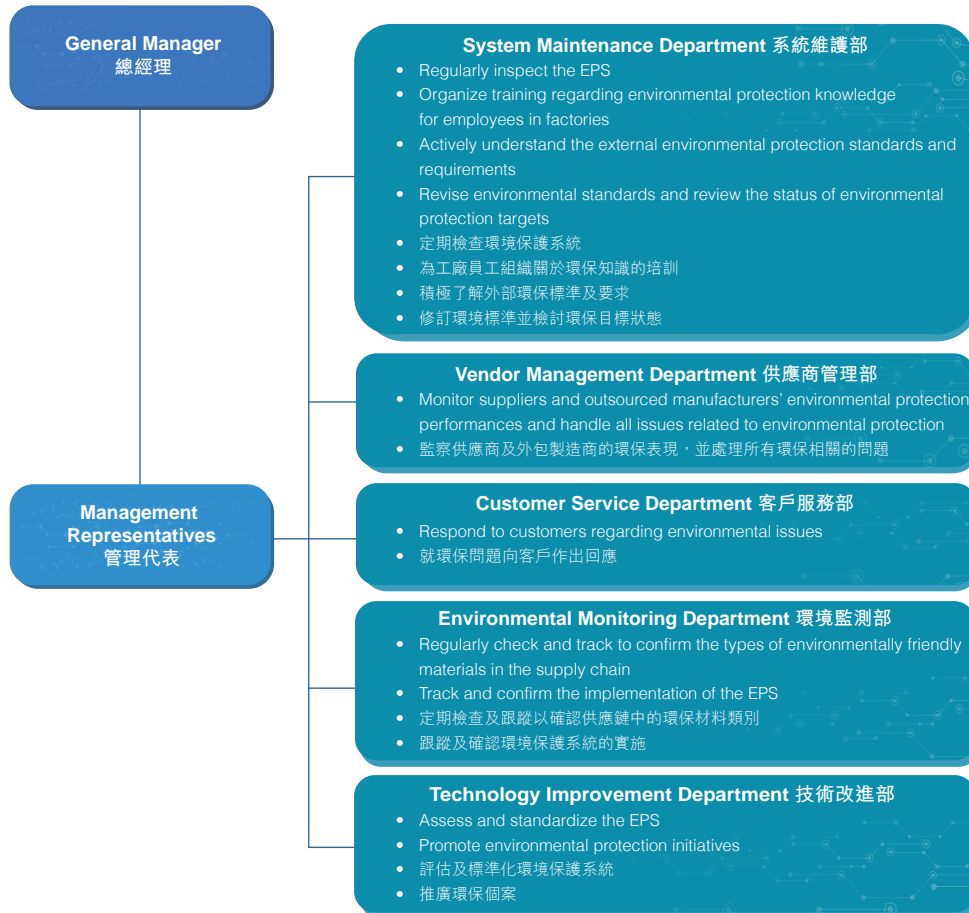 General Manager
總經理
System Maintenance Department 系統維護部
• Regularly inspect the EPS
• Organize training regarding environmental protection knowledge
for employees in factories
• Actively understand the external environmental protection standards and
requirements
• Revise environmental standards and review the status of environmental
protection targets
• 定期檢查環境保護系統
• 為工廠員工組織關於環保知識的培訓
• 積極了解外部環保標準及要求
• 修訂環境標準並檢討環保目標狀態
Vendor Management Department 供應商管理部
• Monitor suppliers and outsourced manufacturers’ environmental protection
performances and handle all issues related to environmental protection
• 監察供應商及外包製造商的環保表現，並處理所有環保相關的問題
Management
Representatives
管理代表
Customer Service Department 客戶服務部
• Respond to customers regarding environmental issues
• 就環保問題向客戶作出回應
Environmental Monitoring Department 環境監測部
• Regularly check and track to confirm the types of environmentally friendly
materials in the supply chain
• Track and confirm the implementation of the EPS
• 定期檢查及跟蹤以確認供應鏈中的環保材料類別
• 跟蹤及確認環境保護系統的實施
Technology Improvement Department 技術改進部
• Assess and standardize the EPS
• Promote environmental protection initiatives
• 評估及標準化環境保護系統
• 推廣環保個案